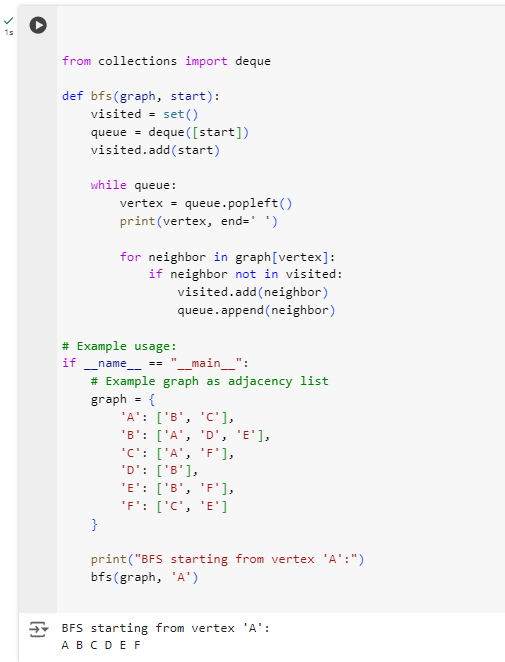 1s
from collections import deque
def bfs(graph, start):
    visited = set()
    queue = deque([start])
    visited.add(start)
    while queue:
        vertex = queue.popleft()
        print(vertex, end=' ')
        for neighbor in graph[vertex]:
            if neighbor not in visited:
                visited.add(neighbor)
                queue.append(neighbor)
# Example usage:
if __name__ == "__main__":
    # Example graph as adjacency list
    graph = {
        'A': ['B', 'C'],
        'B': ['A', 'D', 'E'],
        'C': ['A', 'F'],
        'D': ['B'],
        'E': ['B', 'F'],
        'F': ['C', 'E']
    }
    print("BFS starting from vertex 'A':")
    bfs(graph, 'A')
BFS starting from vertex 'A':
A B C D E F